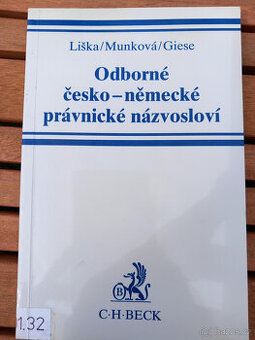 Liška/Munková/Giese
Odborné
česko–německé
právnické názvosloví
B
C·H·BECK
1.32